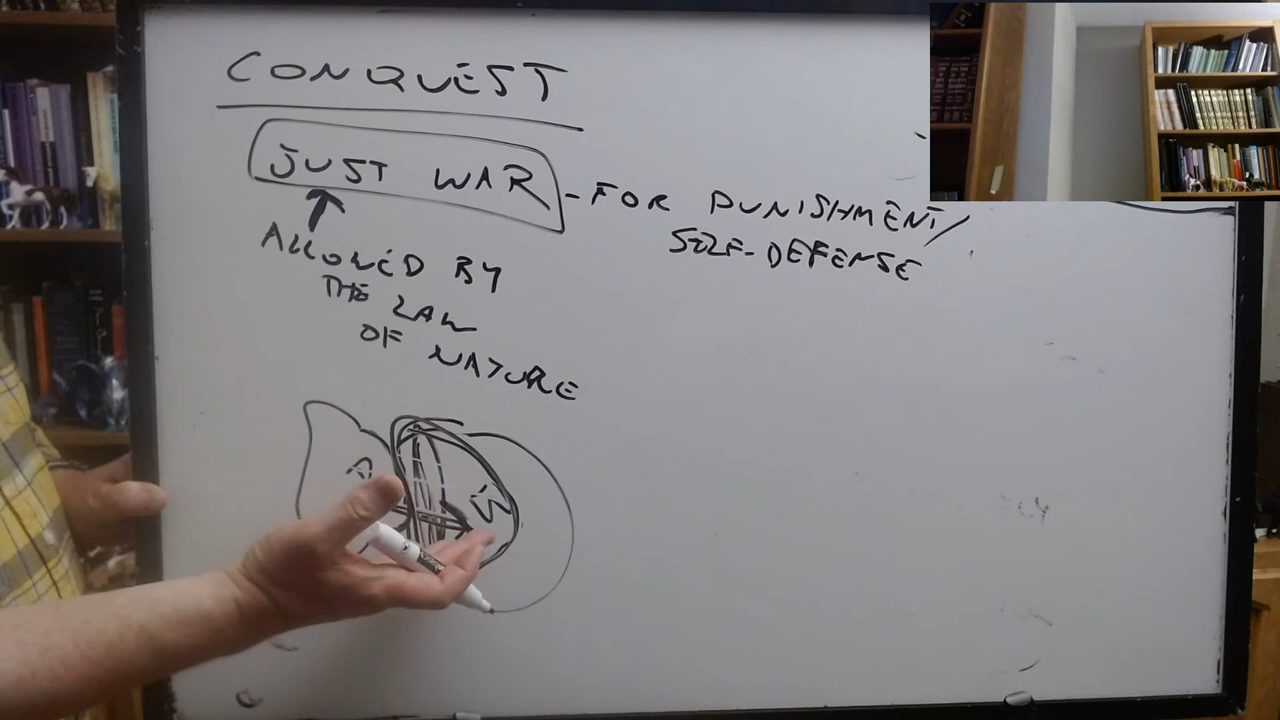 CONQUEST
JUST WAR - FOR PUNISHMENT/
SELF-DEFENSE
ALLOWED BY
THE LAW
OF NATURE
A